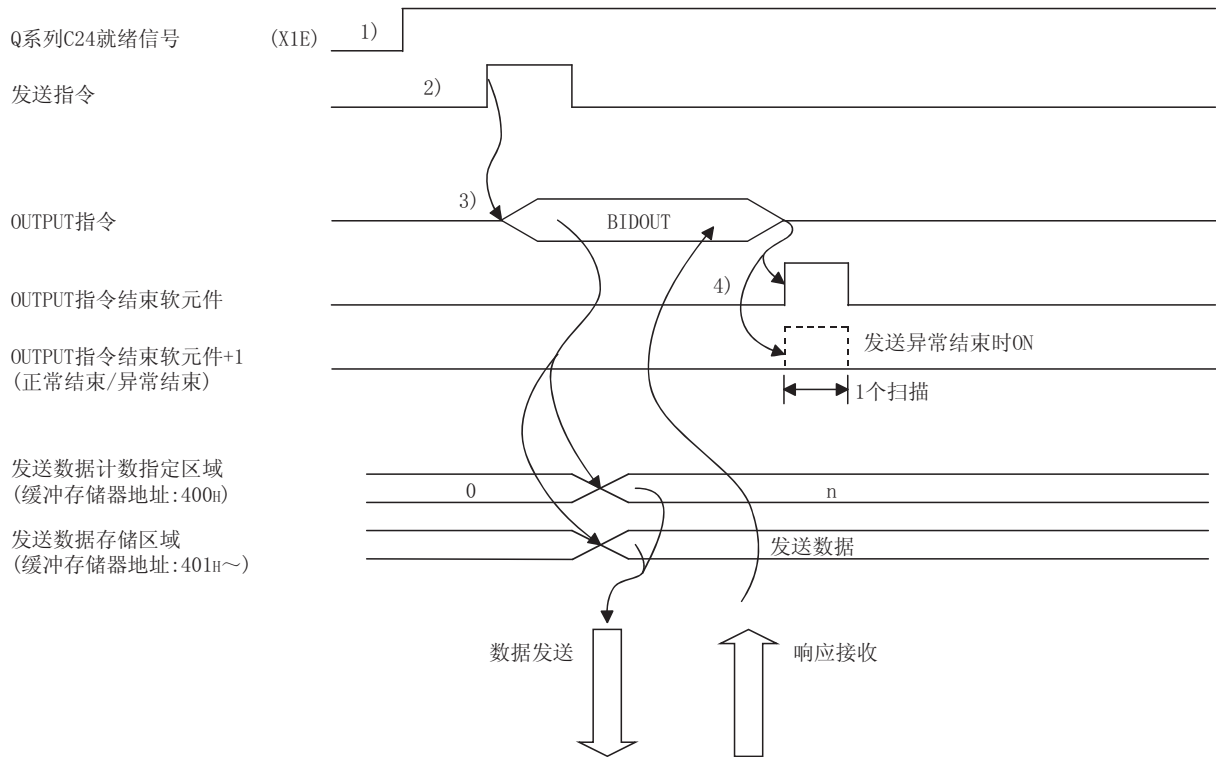 Q系列C24就绪信号 (X1E) 1)
发送指令 2)
OUTPUT指令 3) BIDOUT
OUTPUT指令结束软元件 4)
OUTPUT指令结束软元件+1
(正常结束/异常结束)
发送异常结束时ON
1个扫描
发送数据计数指定区域
(缓冲存储器地址:400H) 0 n
发送数据存储区域
(缓冲存储器地址:401H～) 发送数据
数据发送 响应接收